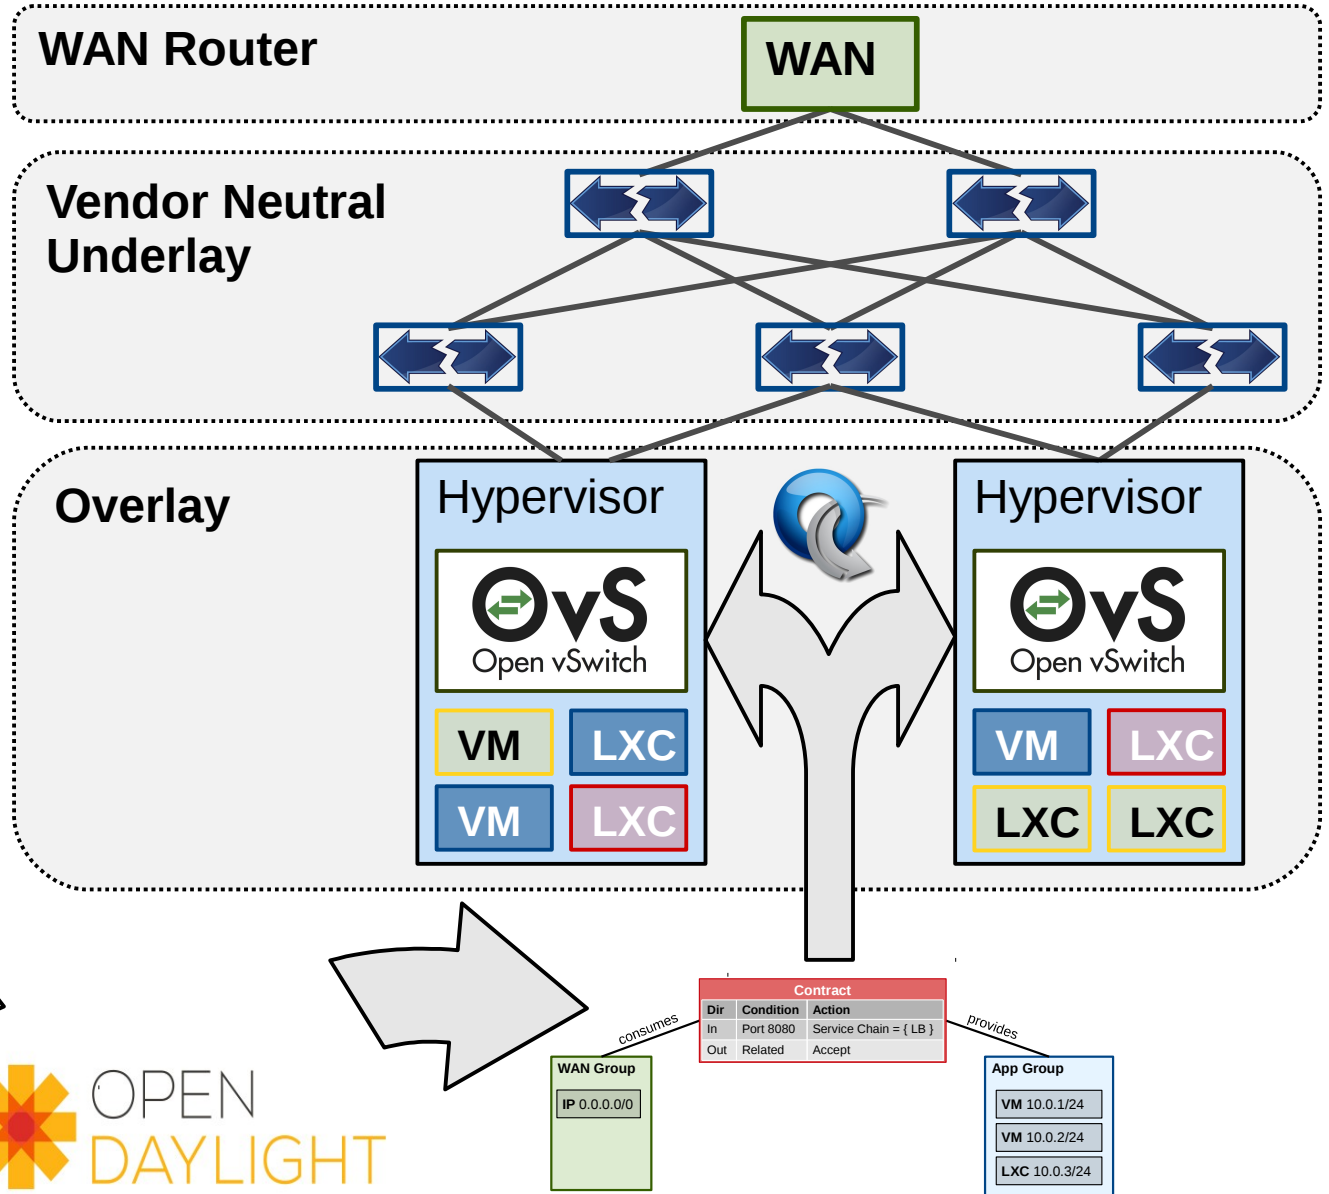 WAN Router
WAN
Vendor Neutral
Underlay
Overlay
Hypervisor
OvS
Open vSwitch
VM LXC
VM LXC
Hypervisor
OvS
Open vSwitch
VM LXC
LXC LXC
Contract
Dir Condition Action
In Port 8080 Service Chain = { LB }
Out Related Accept
consumes
provides
WAN Group
IP 0.0.0.0/0
App Group
VM 10.0.1/24
VM 10.0.2/24
LXC 10.0.3/24
OPEN
DAYLIGHT